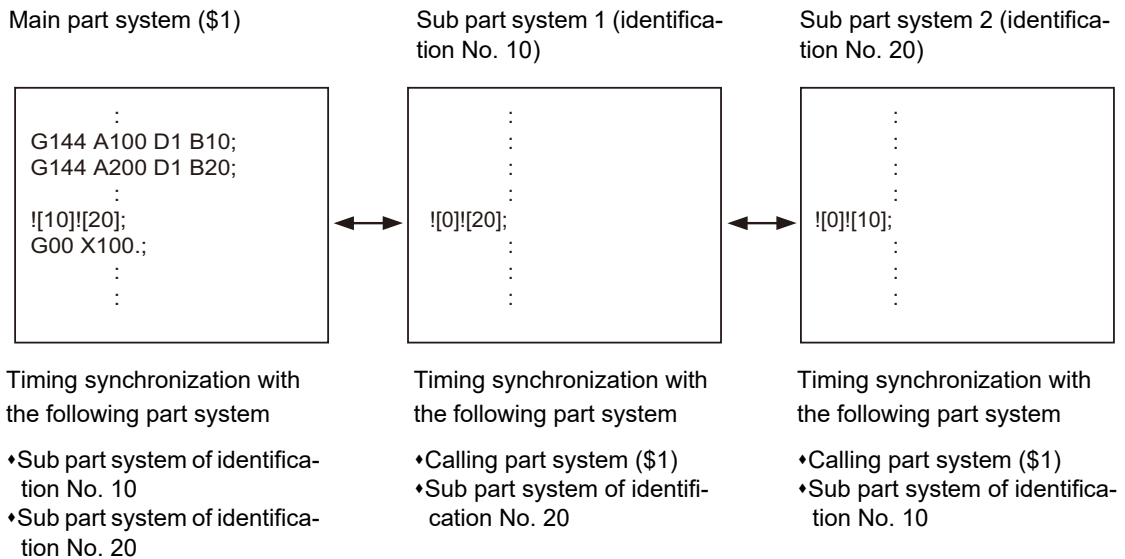 Main part system ($1)
Sub part system 1 (identifica-
tion No. 10)
Sub part system 2 (identifica-
tion No. 20)
:
G144 A100 D1 B10;
G144 A200 D1 B20;
:
![10]![20];
G00 X100.;
:
:
:
:
:
:
![0]![20];
:
:
:
:
:
:
:
![0]![10];
:
:
:
Timing synchronization with
the following part system
⬩Sub part system of identifica-
tion No. 10
⬩Sub part system of identifica-
tion No. 20
Timing synchronization with
the following part system
⬩Calling part system ($1)
⬩Sub part system of identifi-
cation No. 20
Timing synchronization with
the following part system
⬩Calling part system ($1)
⬩Sub part system of identifica-
tion No. 10